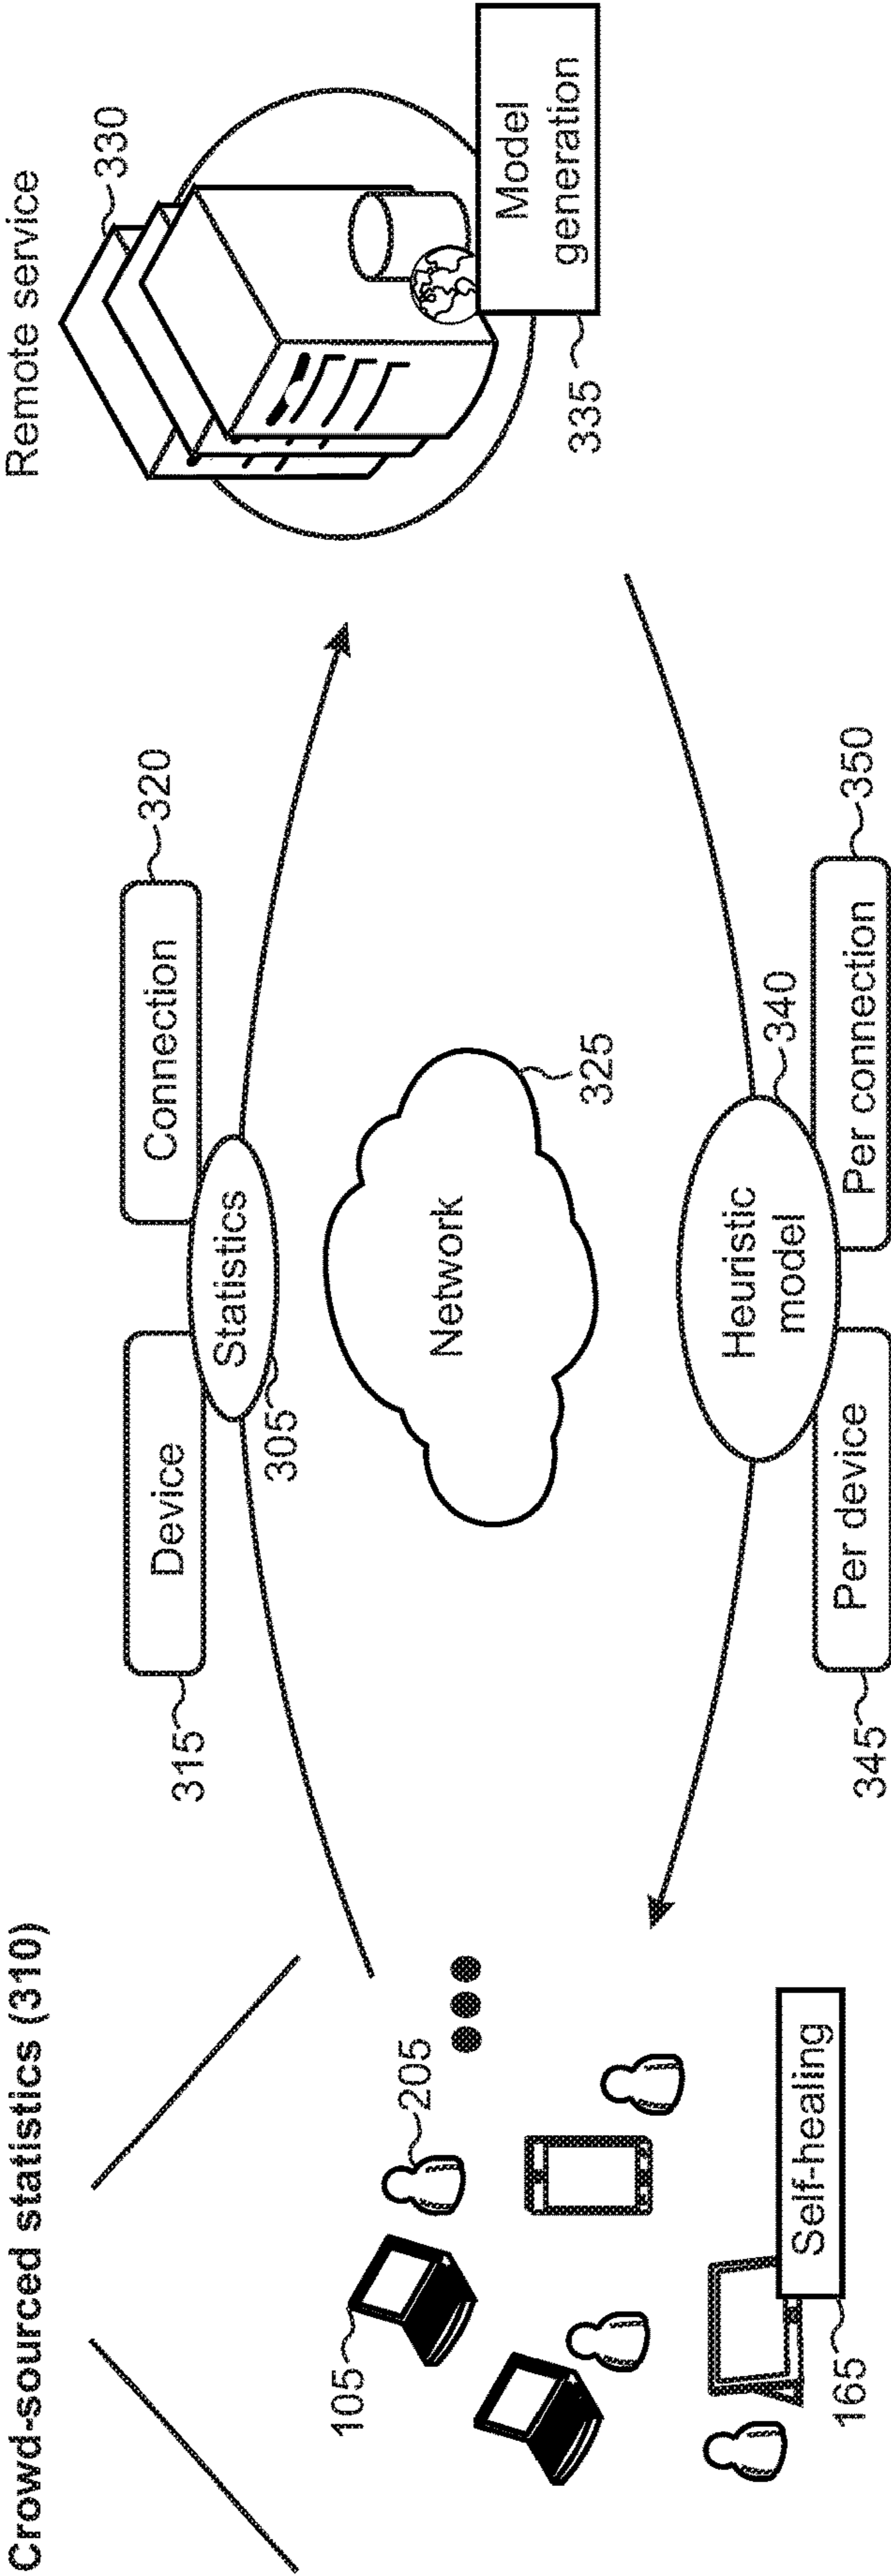 Crowd-sourced statistics (310)
Remote service
330
Device
Connection
320
315
Statistics
305
205
105
Network
325
Model
generation
335
Heuristic
model
340
Self-healing
165
Per device
345
Per connection
350